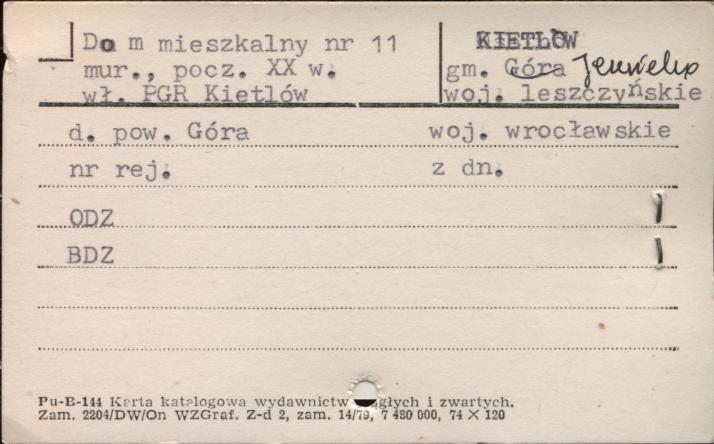 Dom mieszkalny nr 11
mur., pocz. XX w.
wł. PGR Kietlów
KIETLÓW
gm. Góra Jemielno
woj. leszczyńskie
d. pow. Góra woj. wrocławskie
nr rej. z dn.
ODZ
BDZ
Pu-B-144 Karta katalogowa wydawnictw ciągłych i zwartych.
Zam. 2204/DW/On WZGraf. Z-d 2, zam. 14/79, 7 480 000, 74 X 120